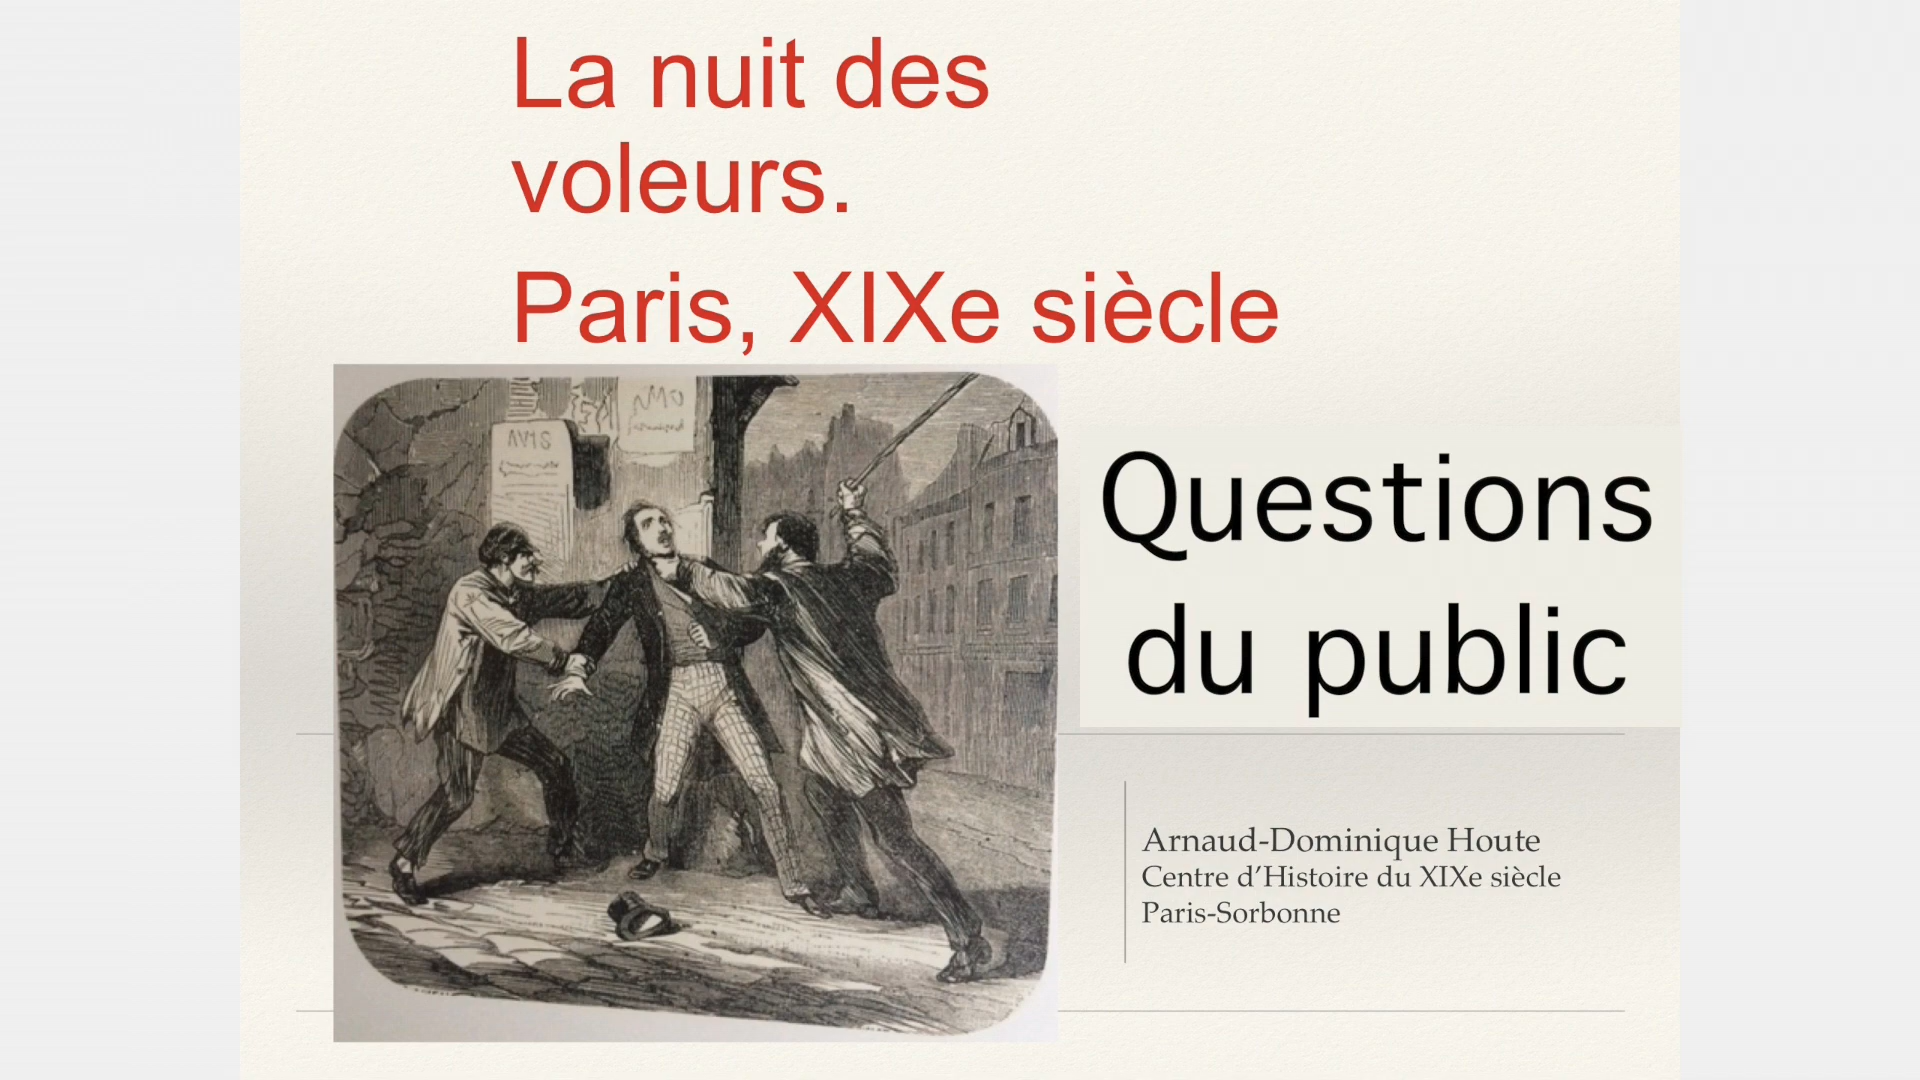 La nuit des
voleurs.
Paris, XIXe siècle
AVIS
Questions
du public
Arnaud-Dominique Houte
Centre d’Histoire du XIXe siècle
Paris-Sorbonne